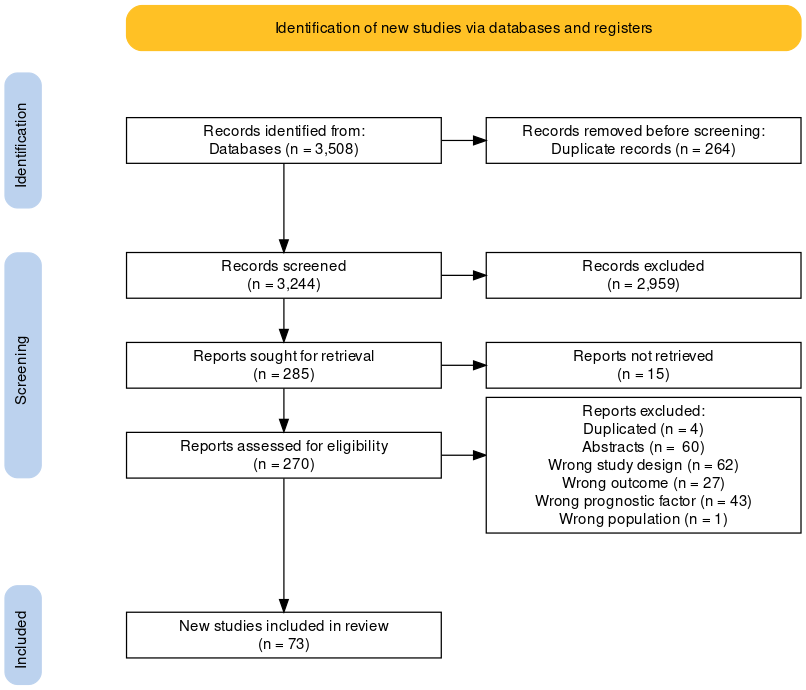 Identification of new studies via databases and registers
Identification
Records identified from:
Databases (n = 3,508)
Records removed before screening:
Duplicate records (n = 264)
Screening
Records screened
(n = 3,244)
Records excluded
(n = 2,959)
Reports sought for retrieval
(n = 285)
Reports not retrieved
(n = 15)
Reports assessed for eligibility
(n = 270)
Reports excluded:
Duplicated (n = 4)
Abstracts (n = 60)
Wrong study design (n = 62)
Wrong outcome (n = 27)
Wrong prognostic factor (n = 43)
Wrong population (n = 1)
Included
New studies included in review
(n = 73)